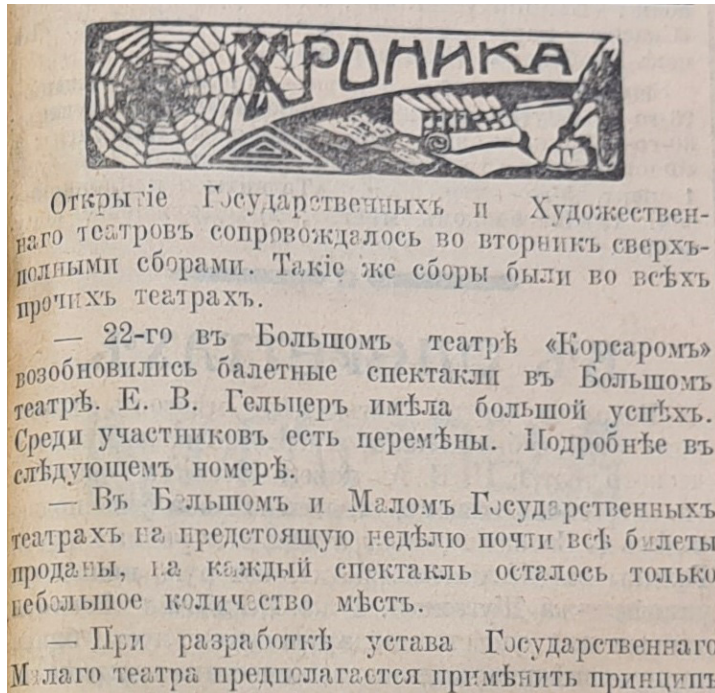 ХРОНИКА
Открытіе Государственныхъ и Художествен-
наго театровъ сопровождалось во вторникъ сверхъ-
полными сборами. Такіе же сборы были во всѣхъ
прочихъ театрахъ.
— 22-го въ Большомъ театрѣ «Корсаромъ»
возобновились балетные спектакли въ Большомъ
театрѣ. Е. В. Гельцеръ имѣла большой успѣхъ.
Среди участниковъ есть перемѣны. Подробнѣе въ
слѣдующемъ номерѣ.
— Въ Большомъ и Маломъ Государственныхъ
театрахъ на предстоящую недѣлю почти всѣ билеты
проданы, на каждый спектакль осталось только
небольшое количество мѣстъ.
— При разработкѣ устава Государственнаго
Малаго театра предполагается примѣнить принципъ